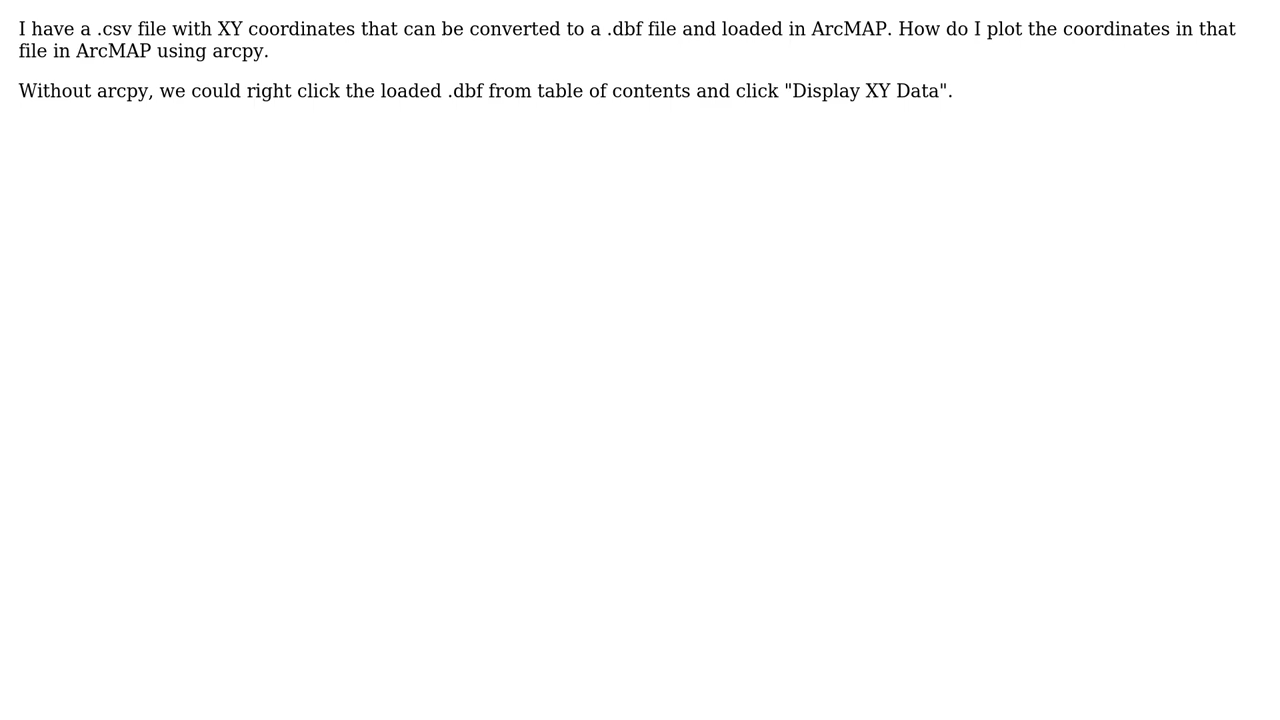 I have a .csv file with XY coordinates that can be converted to a .dbf file and loaded in ArcMAP. How do I plot the coordinates in that
file in ArcMAP using arcpy.
Without arcpy, we could right click the loaded .dbf from table of contents and click "Display XY Data".